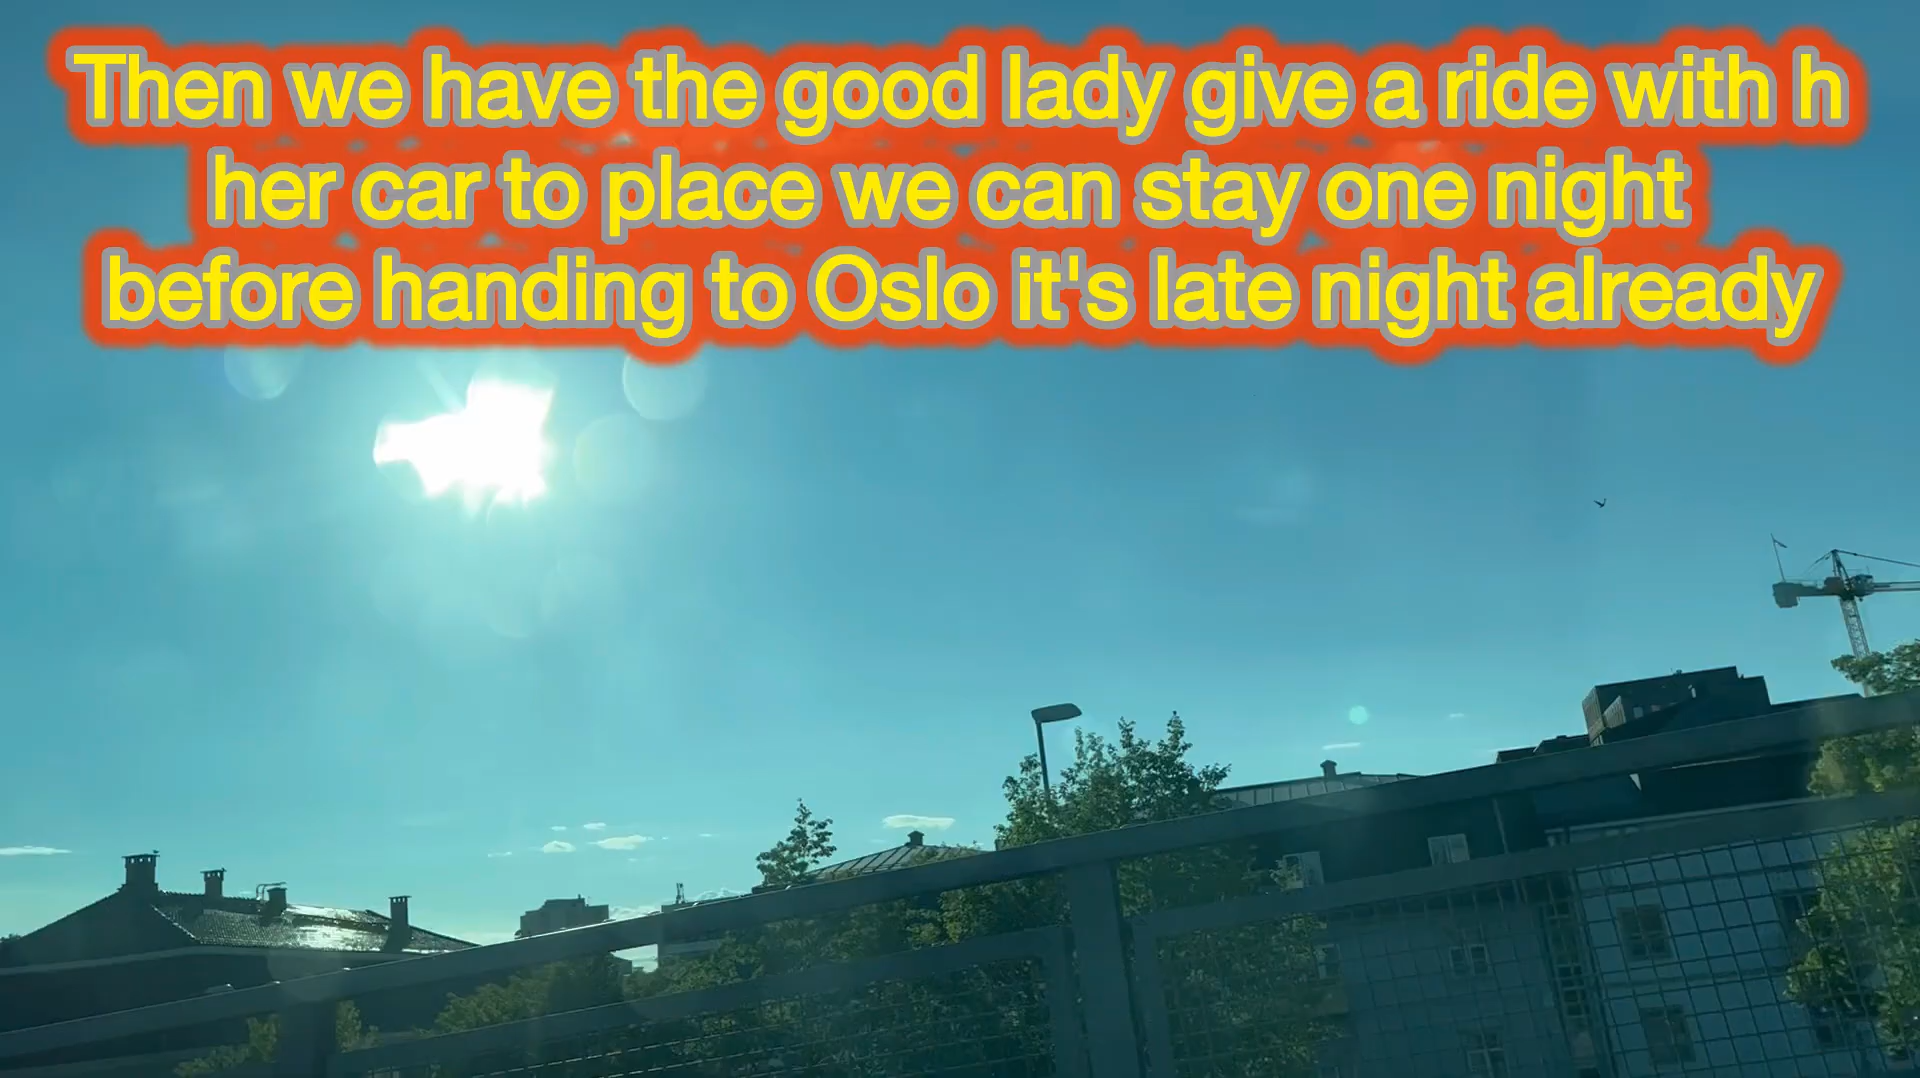 Then we have the good lady give a ride with h
her car to place we can stay one night
before handing to Oslo it's late night already